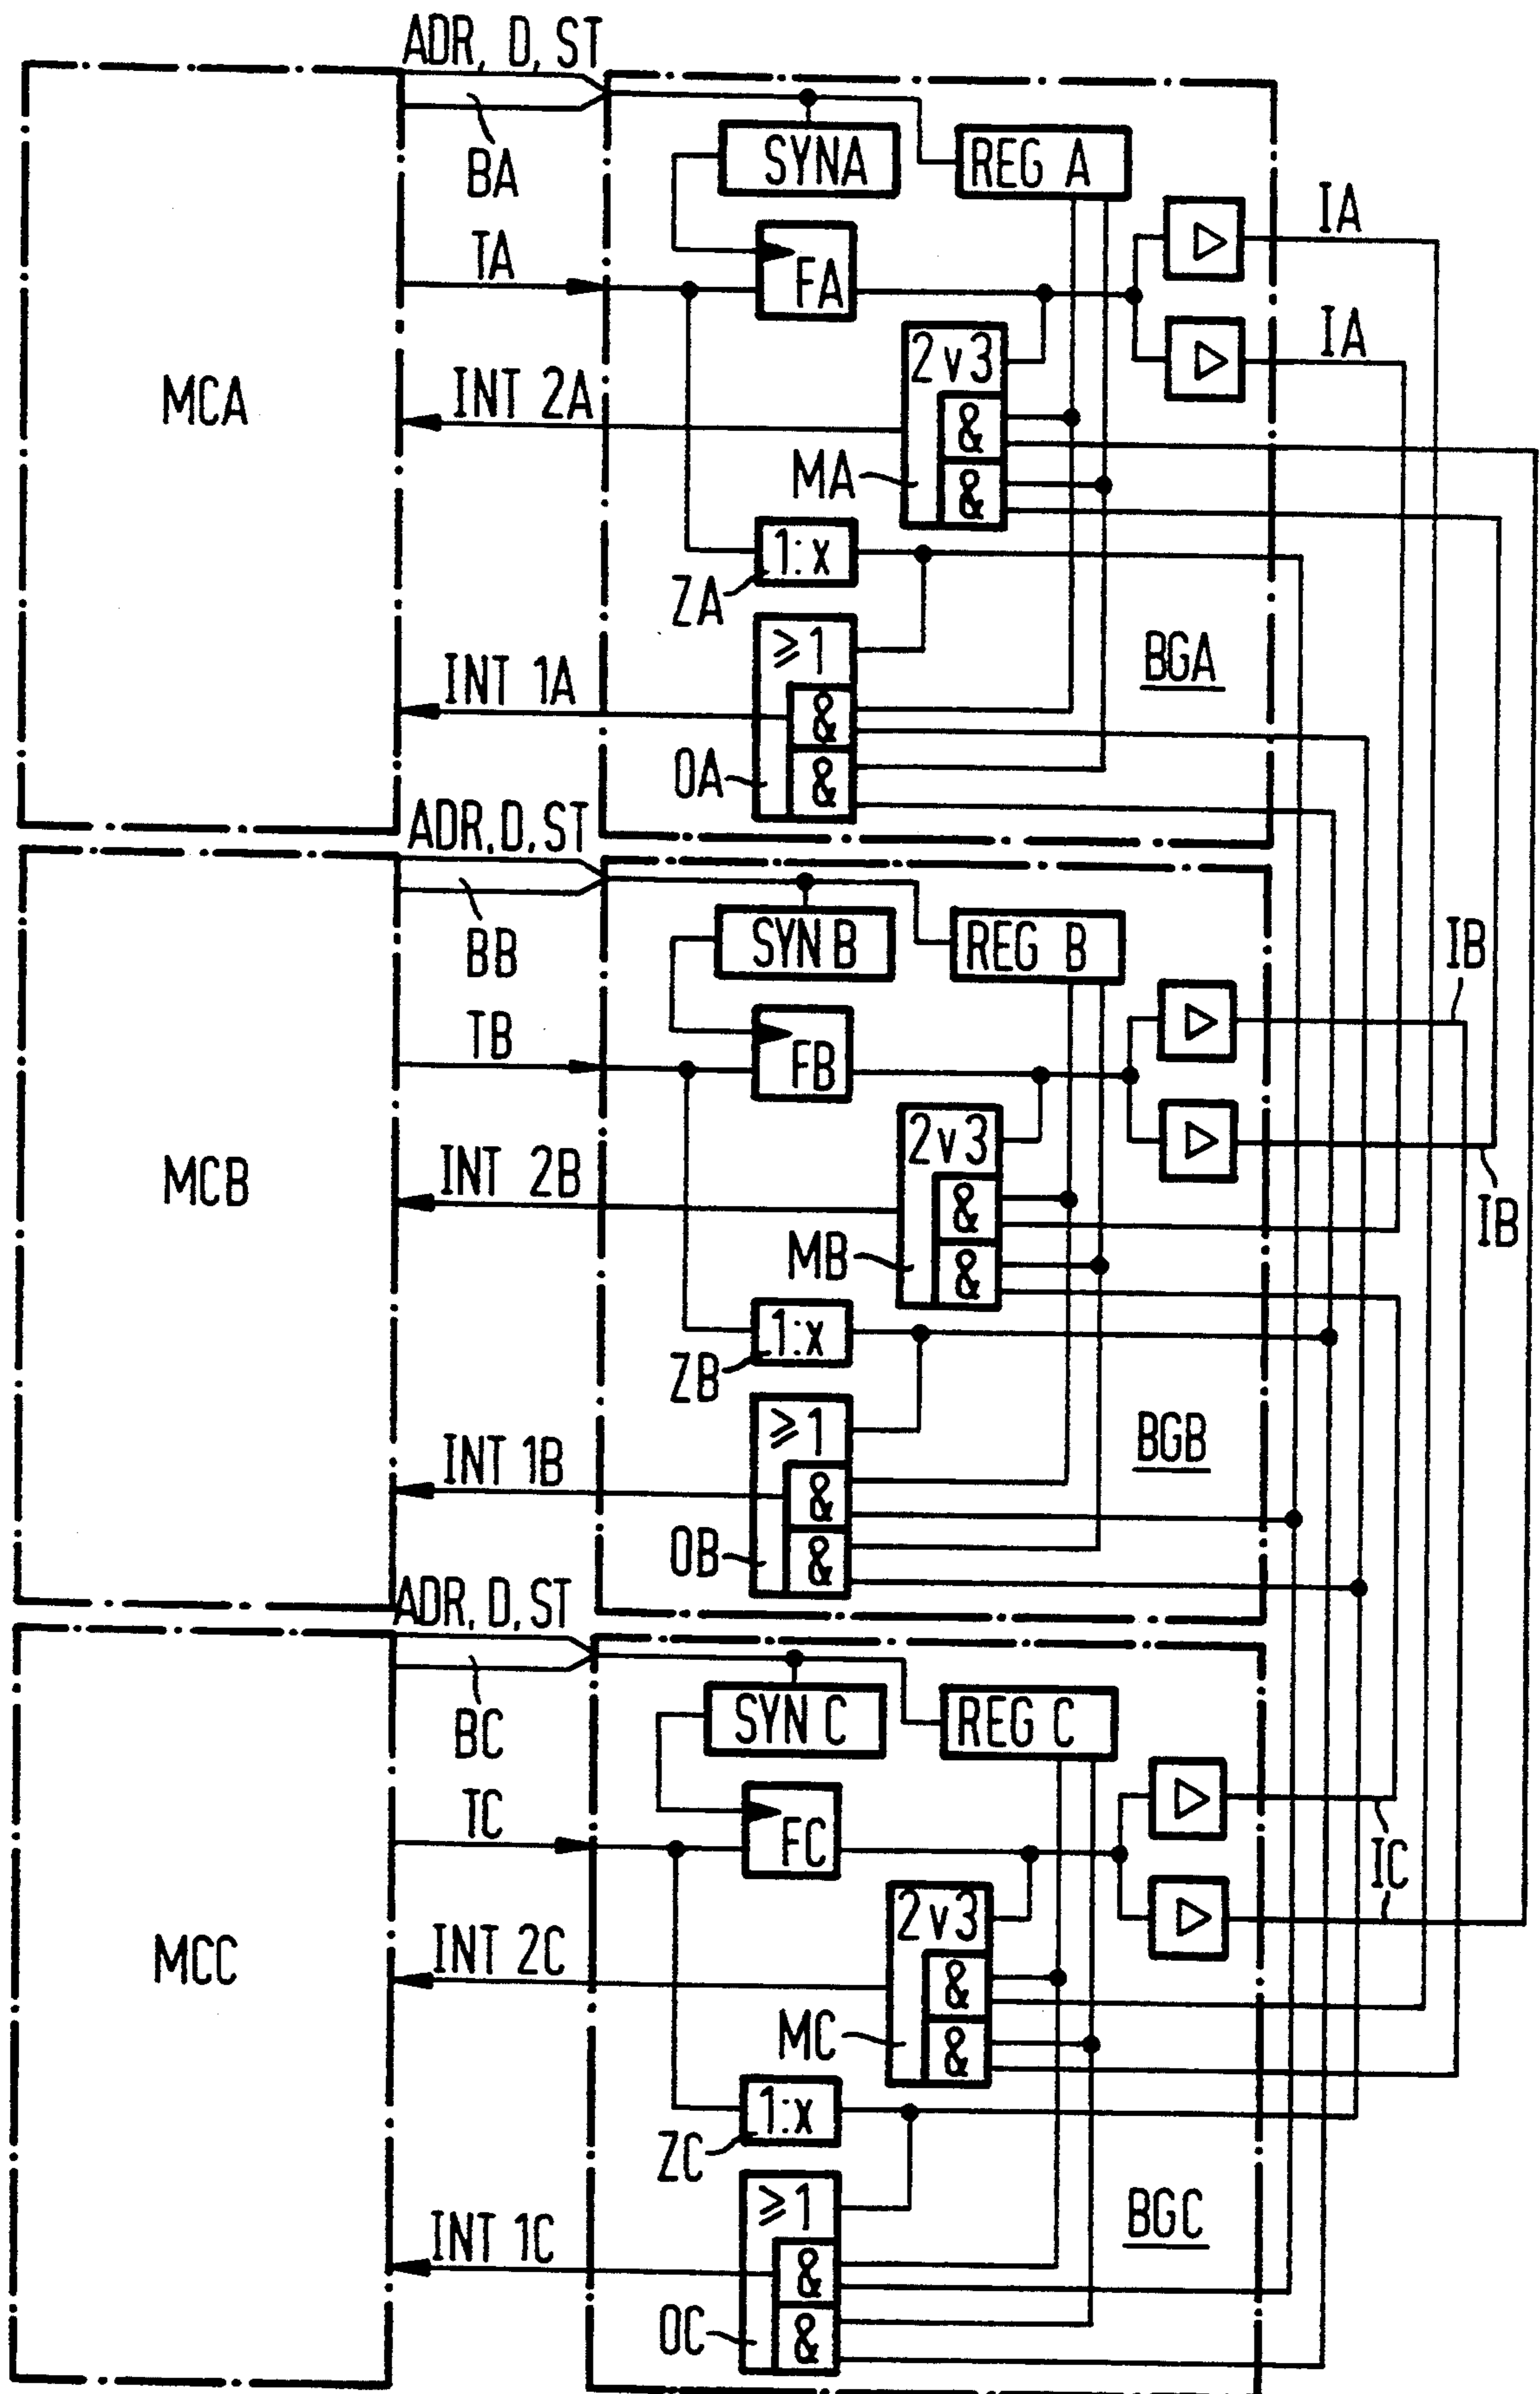 ADR, D, ST
BA
SYNA
REG A
IA
TA
FA
IA
2v3
MCA
INT 2A
&
MA
&
1:x
ZA
≥1
BGA
INT 1A
&
OA
&
ADR, D, ST
BB
SYN B
REG B
IB
TB
FB
2v3
MCB
INT 2B
&
IB
MB
&
1:x
ZB
≥1
BGB
INT 1B
&
OB
&
ADR, D, ST
BC
SYN C
REG C
TC
FC
IC
2v3
MCC
INT 2C
&
MC
&
1:x
ZC
≥1
BGC
INT 1C
&
OC
&